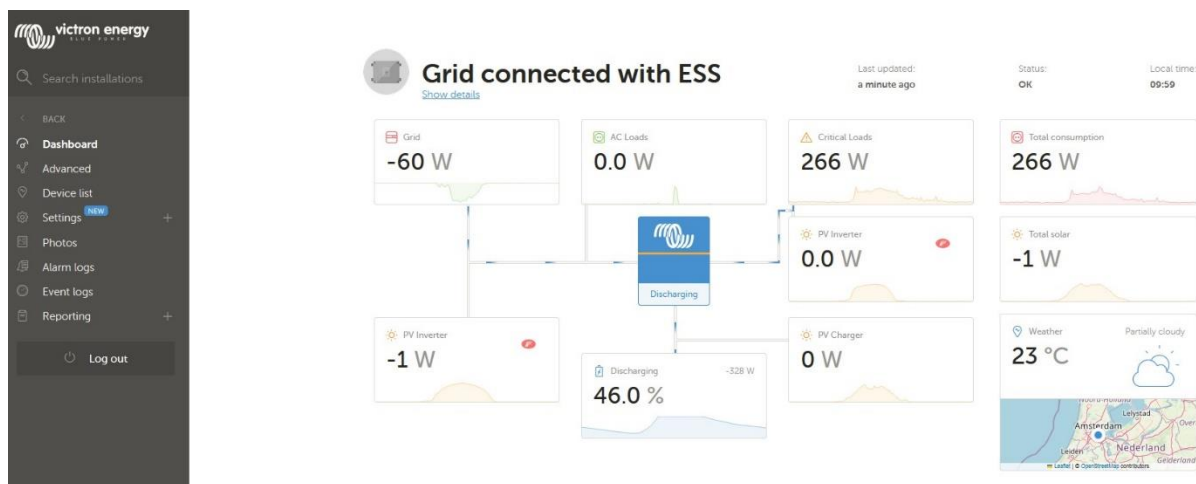 victron energy
BLUE POWER
Search installations
BACK
Dashboard
Advanced
Device list
Settings NEW
Photos
Alarm logs
Event logs
Reporting
Log out
Grid connected with ESS
Show details
Last updated:
a minute ago
Status:
OK
Local time:
09:59
Grid
-60 W
AC Loads
0.0 W
Critical Loads
266 W
Total consumption
266 W
Discharging
PV Inverter
0.0 W
Total solar
-1 W
PV Inverter
-1 W
Discharging -328 W
46.0 %
PV Charger
0 W
Weather Partially cloudy
23 °C
Noord-Holland
Lelystad
Amsterdam
Over
Leiden
Nederland
Gelderland
Leaflet | © OpenStreetMap contributors